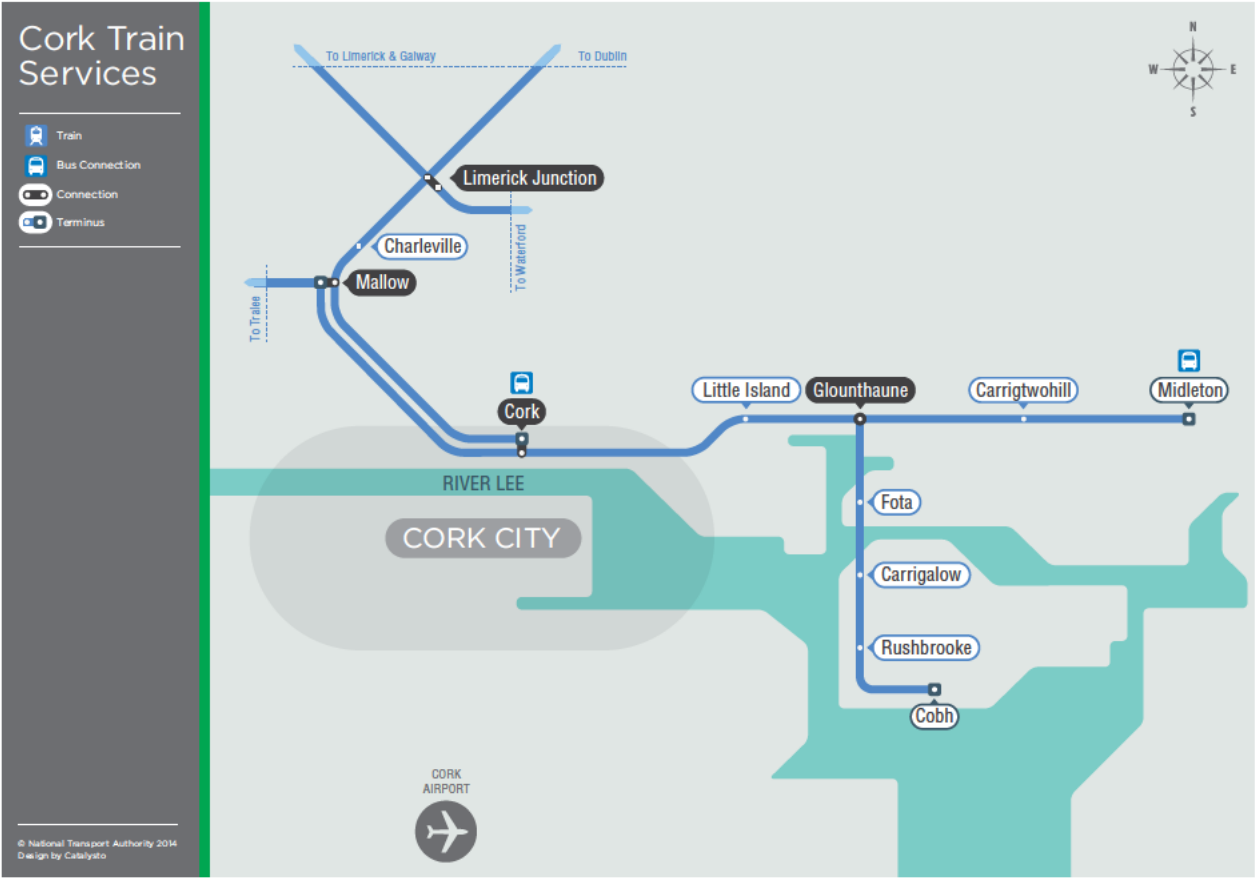 Cork Train
Services
Train
Bus Connection
Connection
Terminus
© National Transport Authority 2014
Design by Catalysto
To Limerick & Galway
To Dublin
N
W
E
S
Limerick Junction
To Waterford
Charleville
Mallow
To Tralee
Cork
Little Island
Glounthaune
Carrigtwohill
Midleton
RIVER LEE
CORK CITY
Fota
Carrigalow
Rushbrooke
Cobh
CORK
AIRPORT